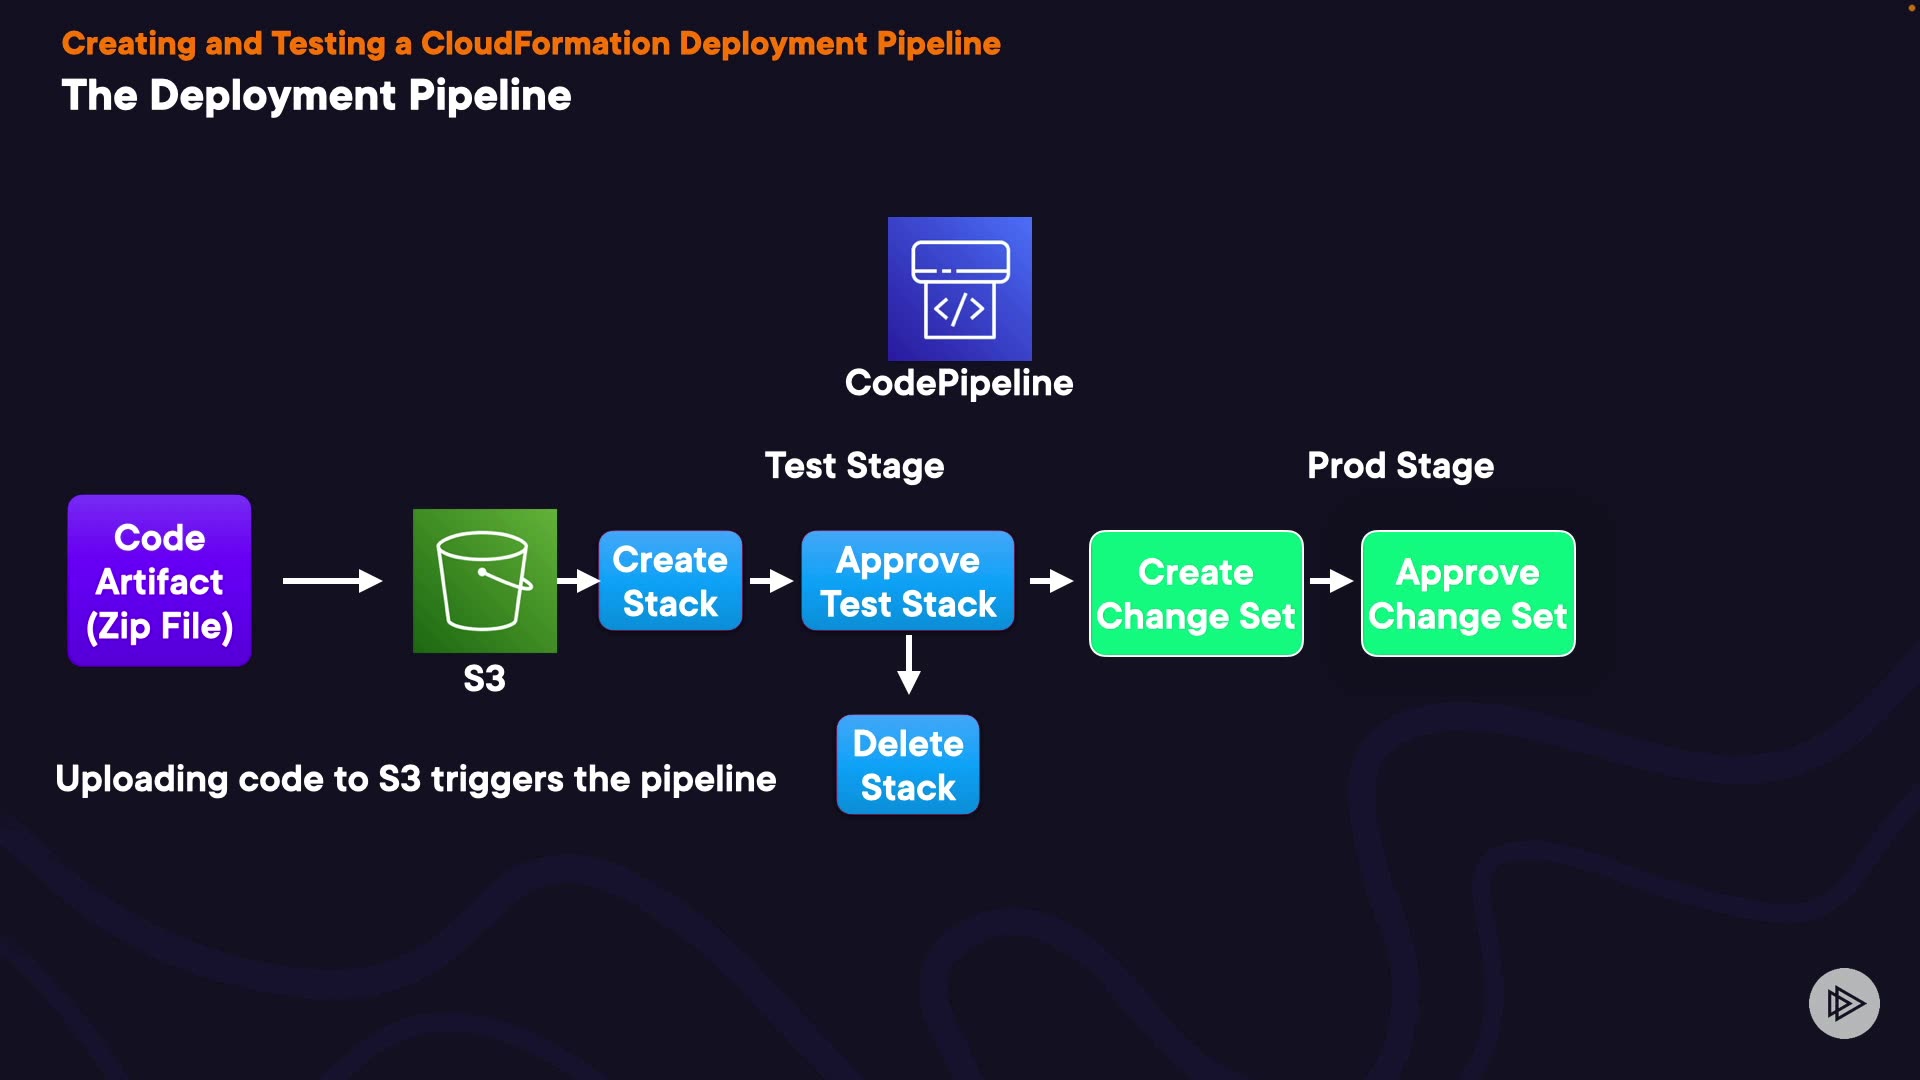 Creating and Testing a CloudFormation Deployment Pipeline
The Deployment Pipeline
</>
CodePipeline
Test Stage
Prod Stage
Code
Artifact
(Zip File)
S3
Create
Stack
Approve
Test Stack
Create
Change Set
Approve
Change Set
Delete
Stack
Uploading code to S3 triggers the pipeline